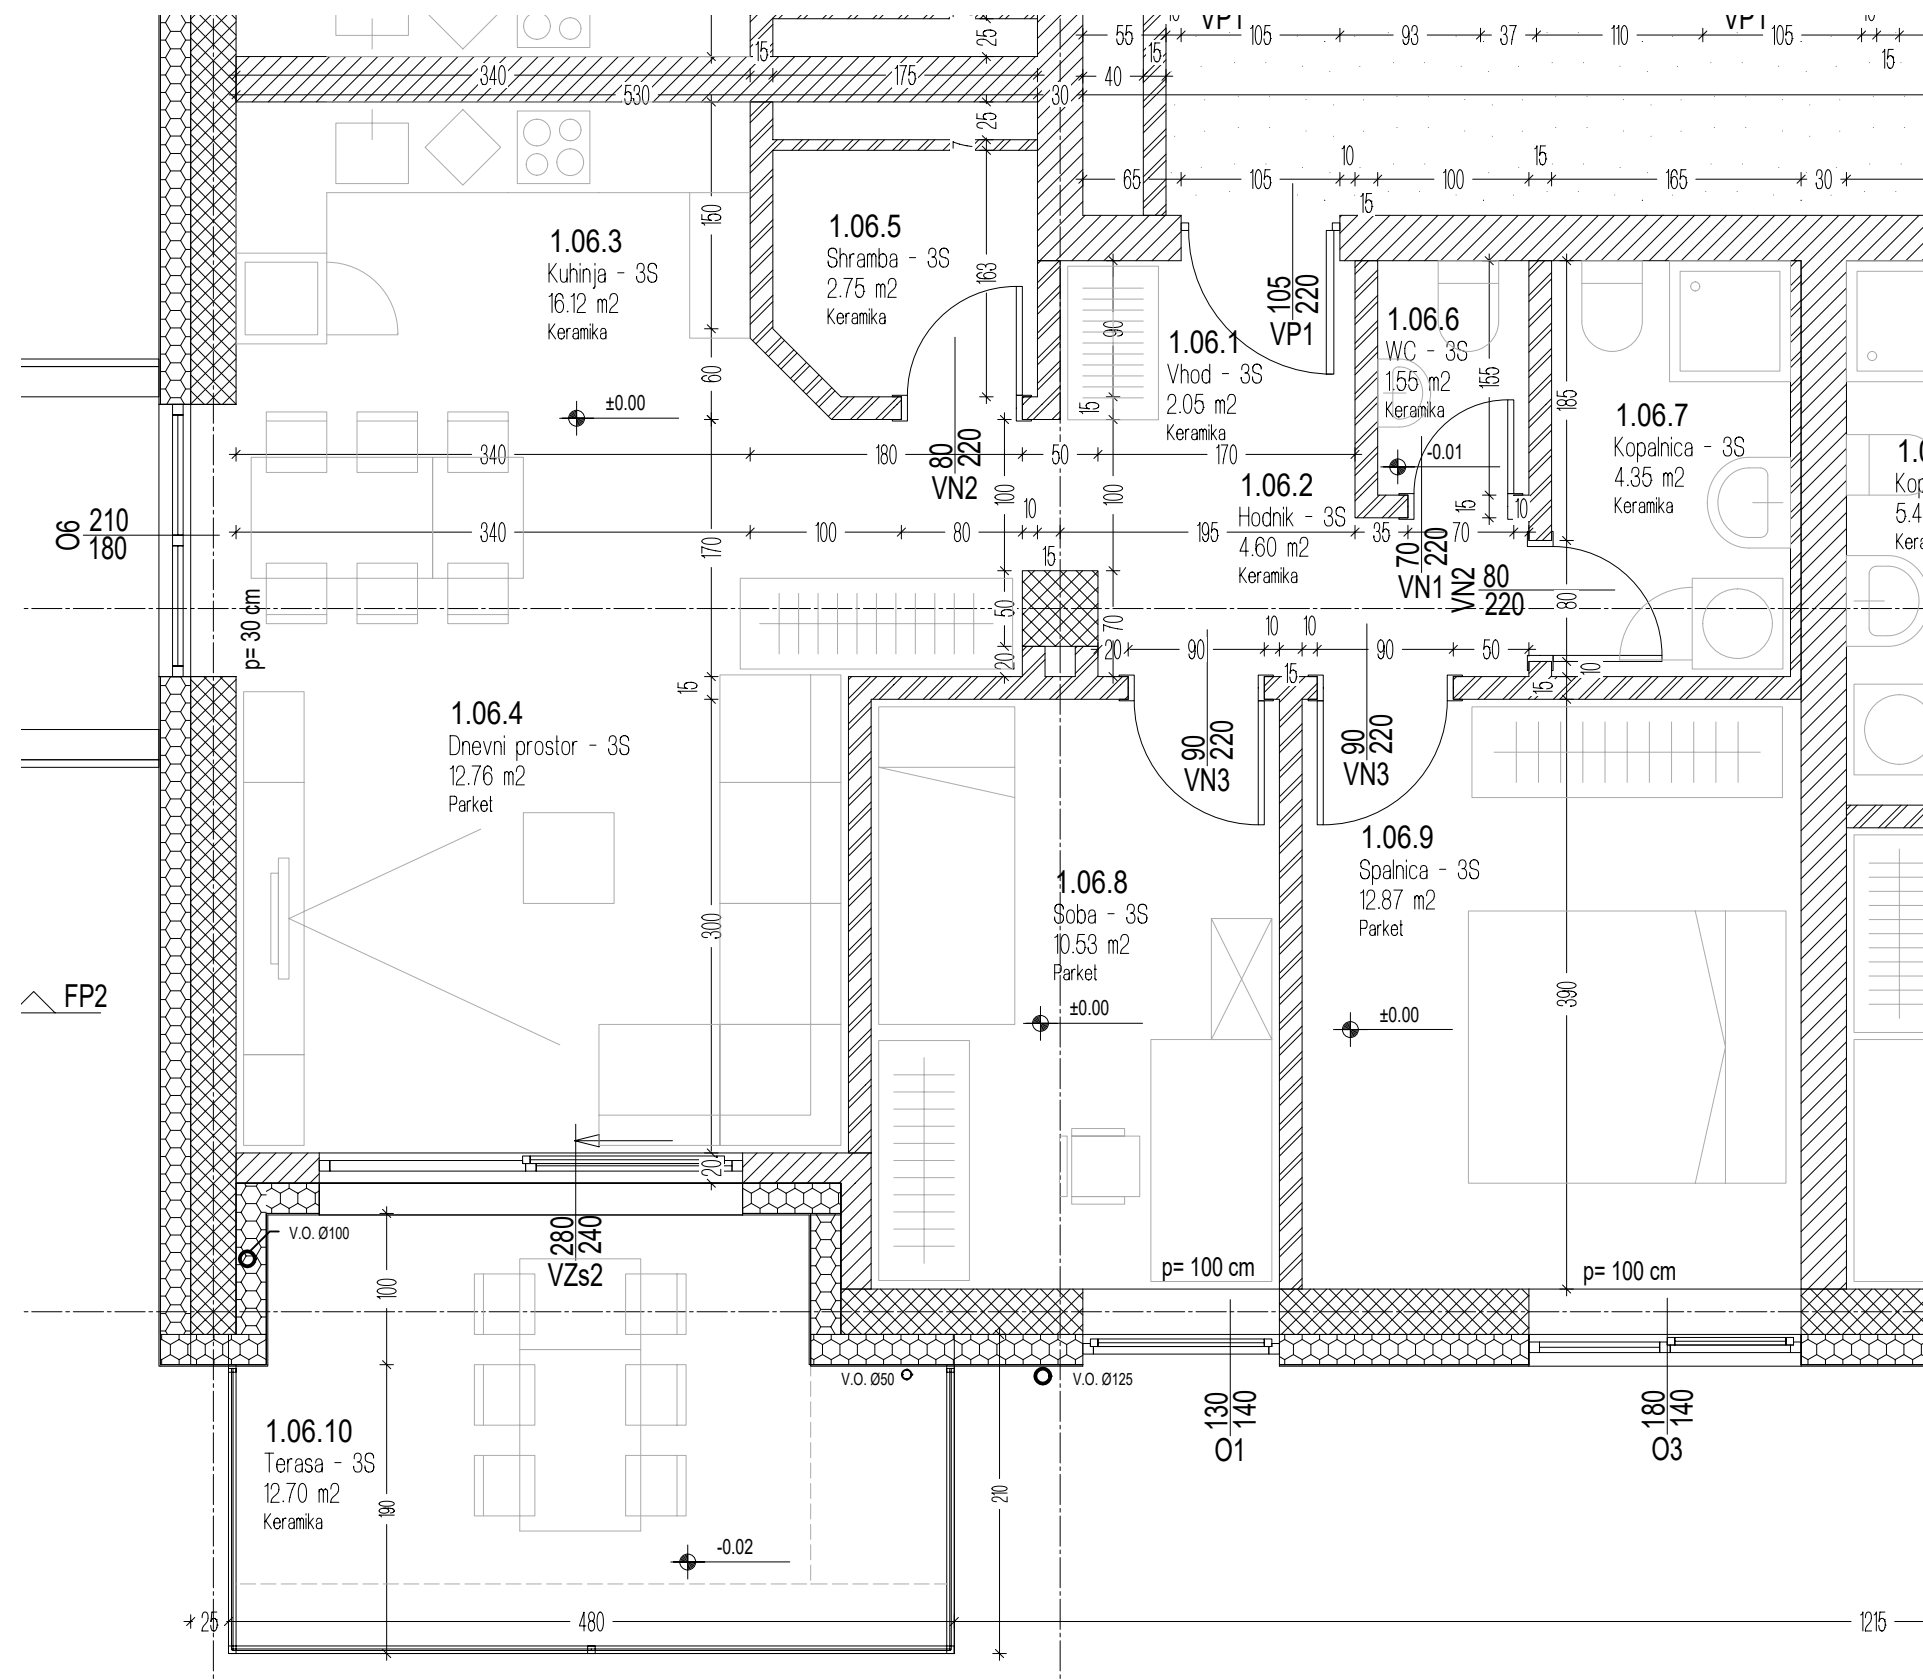 25
15
55
VP1
105
93
37
110
VP1
105
15
340
15
175
40
530
30
25
7
10
15
65
105
100
165
30
15
1.06.3
Kuhinja - 3S
16.12 m2
Keramika
150
1.06.5
Shramba - 3S
2.75 m2
Keramika
163
105
220
VP1
90
1.06.1
Vhod - 3S
2.05 m2
Keramika
1.06.6
WC - 3S
1.55 m2
Keramika
155
185
1.06.7
Kopalnica - 3S
4.35 m2
Keramika
60
±0.00
15
340
180
80
220
VN2
50
170
-0.01
1.06.2
Hodnik - 3S
4.60 m2
Keramika
100
10
100
15
10
5.4
O6
210
180
340
170
100
80
15
195
35
70
70
220
VN1
VN2
80
220
80
p= 30 cm
50
70
20
20
90
10
10
15
90
50
15
10
15
1.06.4
Dnevni prostor - 3S
12.76 m2
Parket
90
220
VN3
90
220
VN3
300
1.06.8
Soba - 3S
10.53 m2
Parket
±0.00
1.06.9
Spalnica - 3S
12.87 m2
Parket
±0.00
390
FP2
20
V.O. Ø100
100
280
240
VZs2
p= 100 cm
p= 100 cm
V.O. Ø50
V.O. Ø125
130
140
O1
180
140
O3
1.06.10
Terasa - 3S
12.70 m2
Keramika
190
210
-0.02
25
480
1215